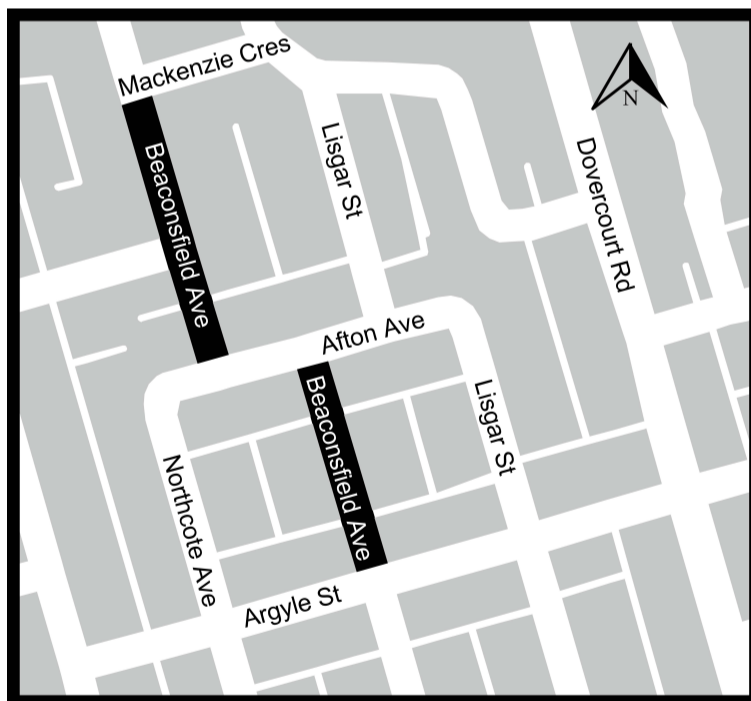 Mackenzie Cres
N
Beaconsfield Ave
Lisgar St
Dovercourt Rd
Afton Ave
Beaconsfield Ave
Lisgar St
Northcote Ave
Argyle St